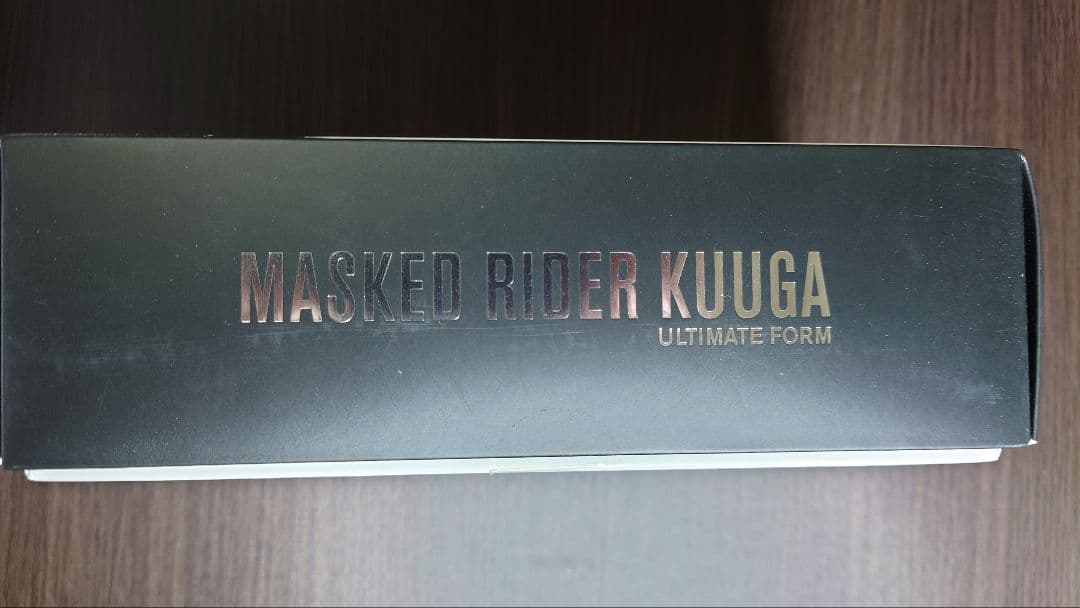 MASKED RIDER KUUGA
ULTIMATE FORM